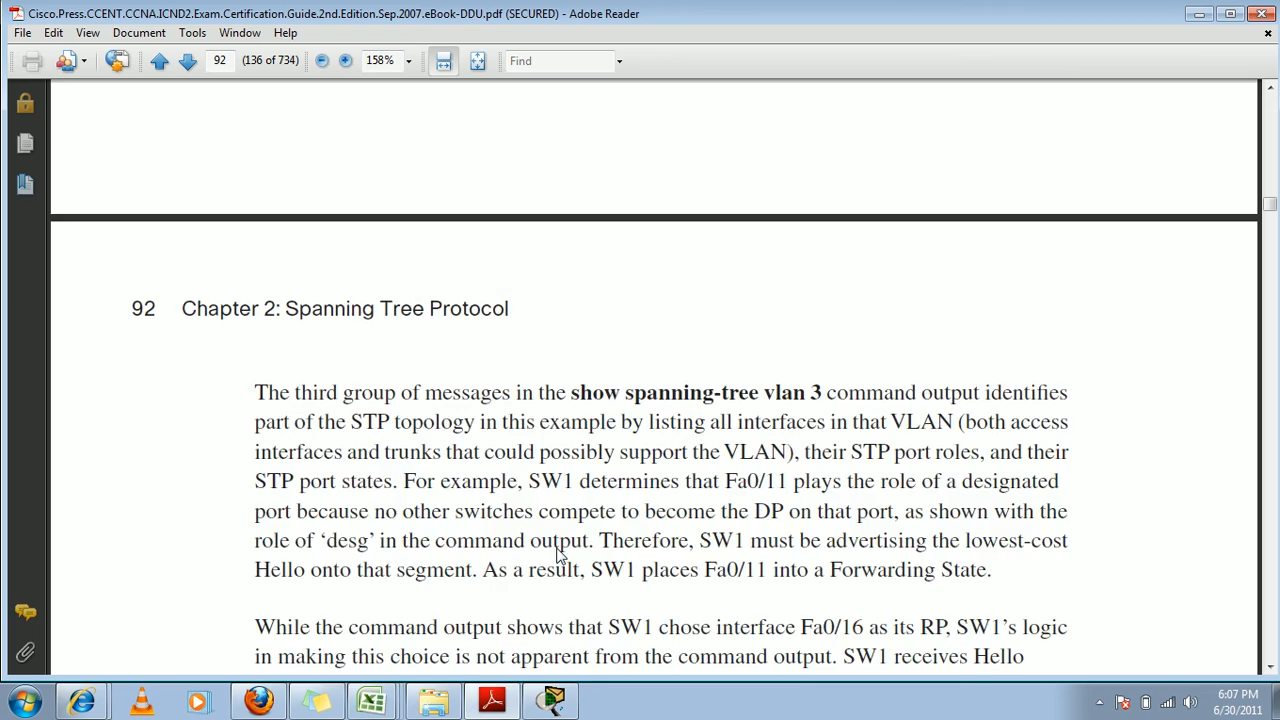 Cisco.Press.CCENT.CCNA.ICND2.Exam.Certification.Guide.2nd.Edition.Sep.2007.eBook-DDU.pdf (SECURED) - Adobe Reader
File Edit View Document Tools Window Help
92 (136 of 734) 158% Find
92 Chapter 2: Spanning Tree Protocol
The third group of messages in the show spanning-tree vlan 3 command output identifies
part of the STP topology in this example by listing all interfaces in that VLAN (both access
interfaces and trunks that could possibly support the VLAN), their STP port roles, and their
STP port states. For example, SW1 determines that Fa0/11 plays the role of a designated
port because no other switches compete to become the DP on that port, as shown with the
role of ‘desg’ in the command output. Therefore, SW1 must be advertising the lowest-cost
Hello onto that segment. As a result, SW1 places Fa0/11 into a Forwarding State.
While the command output shows that SW1 chose interface Fa0/16 as its RP, SW1’s logic
in making this choice is not apparent from the command output. SW1 receives Hello
6:07 PM
6/30/2011